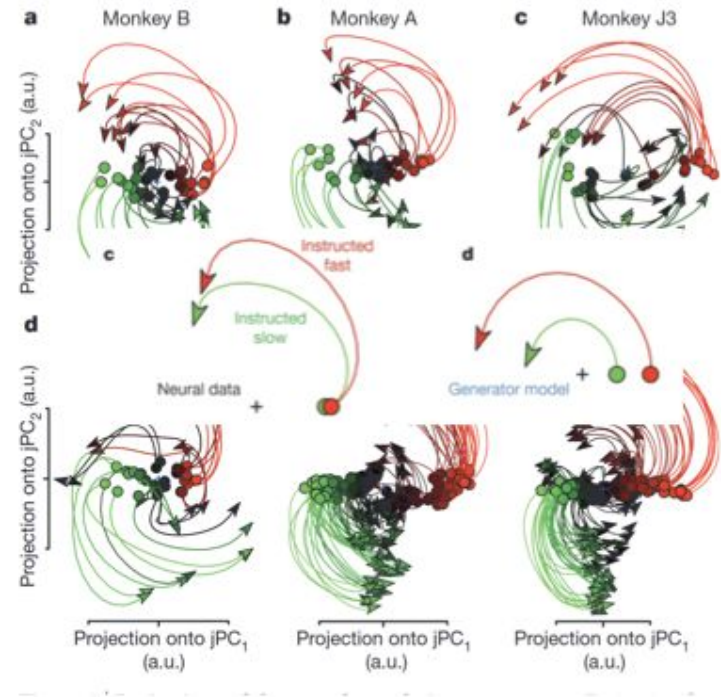 a Monkey B
b Monkey A
c Monkey J3
Projection onto jPC2 (a.u.)
c
Instructed
fast
d
Instructed
slow
Neural data +
Generator model +
d
Projection onto jPC2 (a.u.)
Projection onto jPC1
(a.u.)
Projection onto jPC1
(a.u.)
Projection onto jPC1
(a.u.)